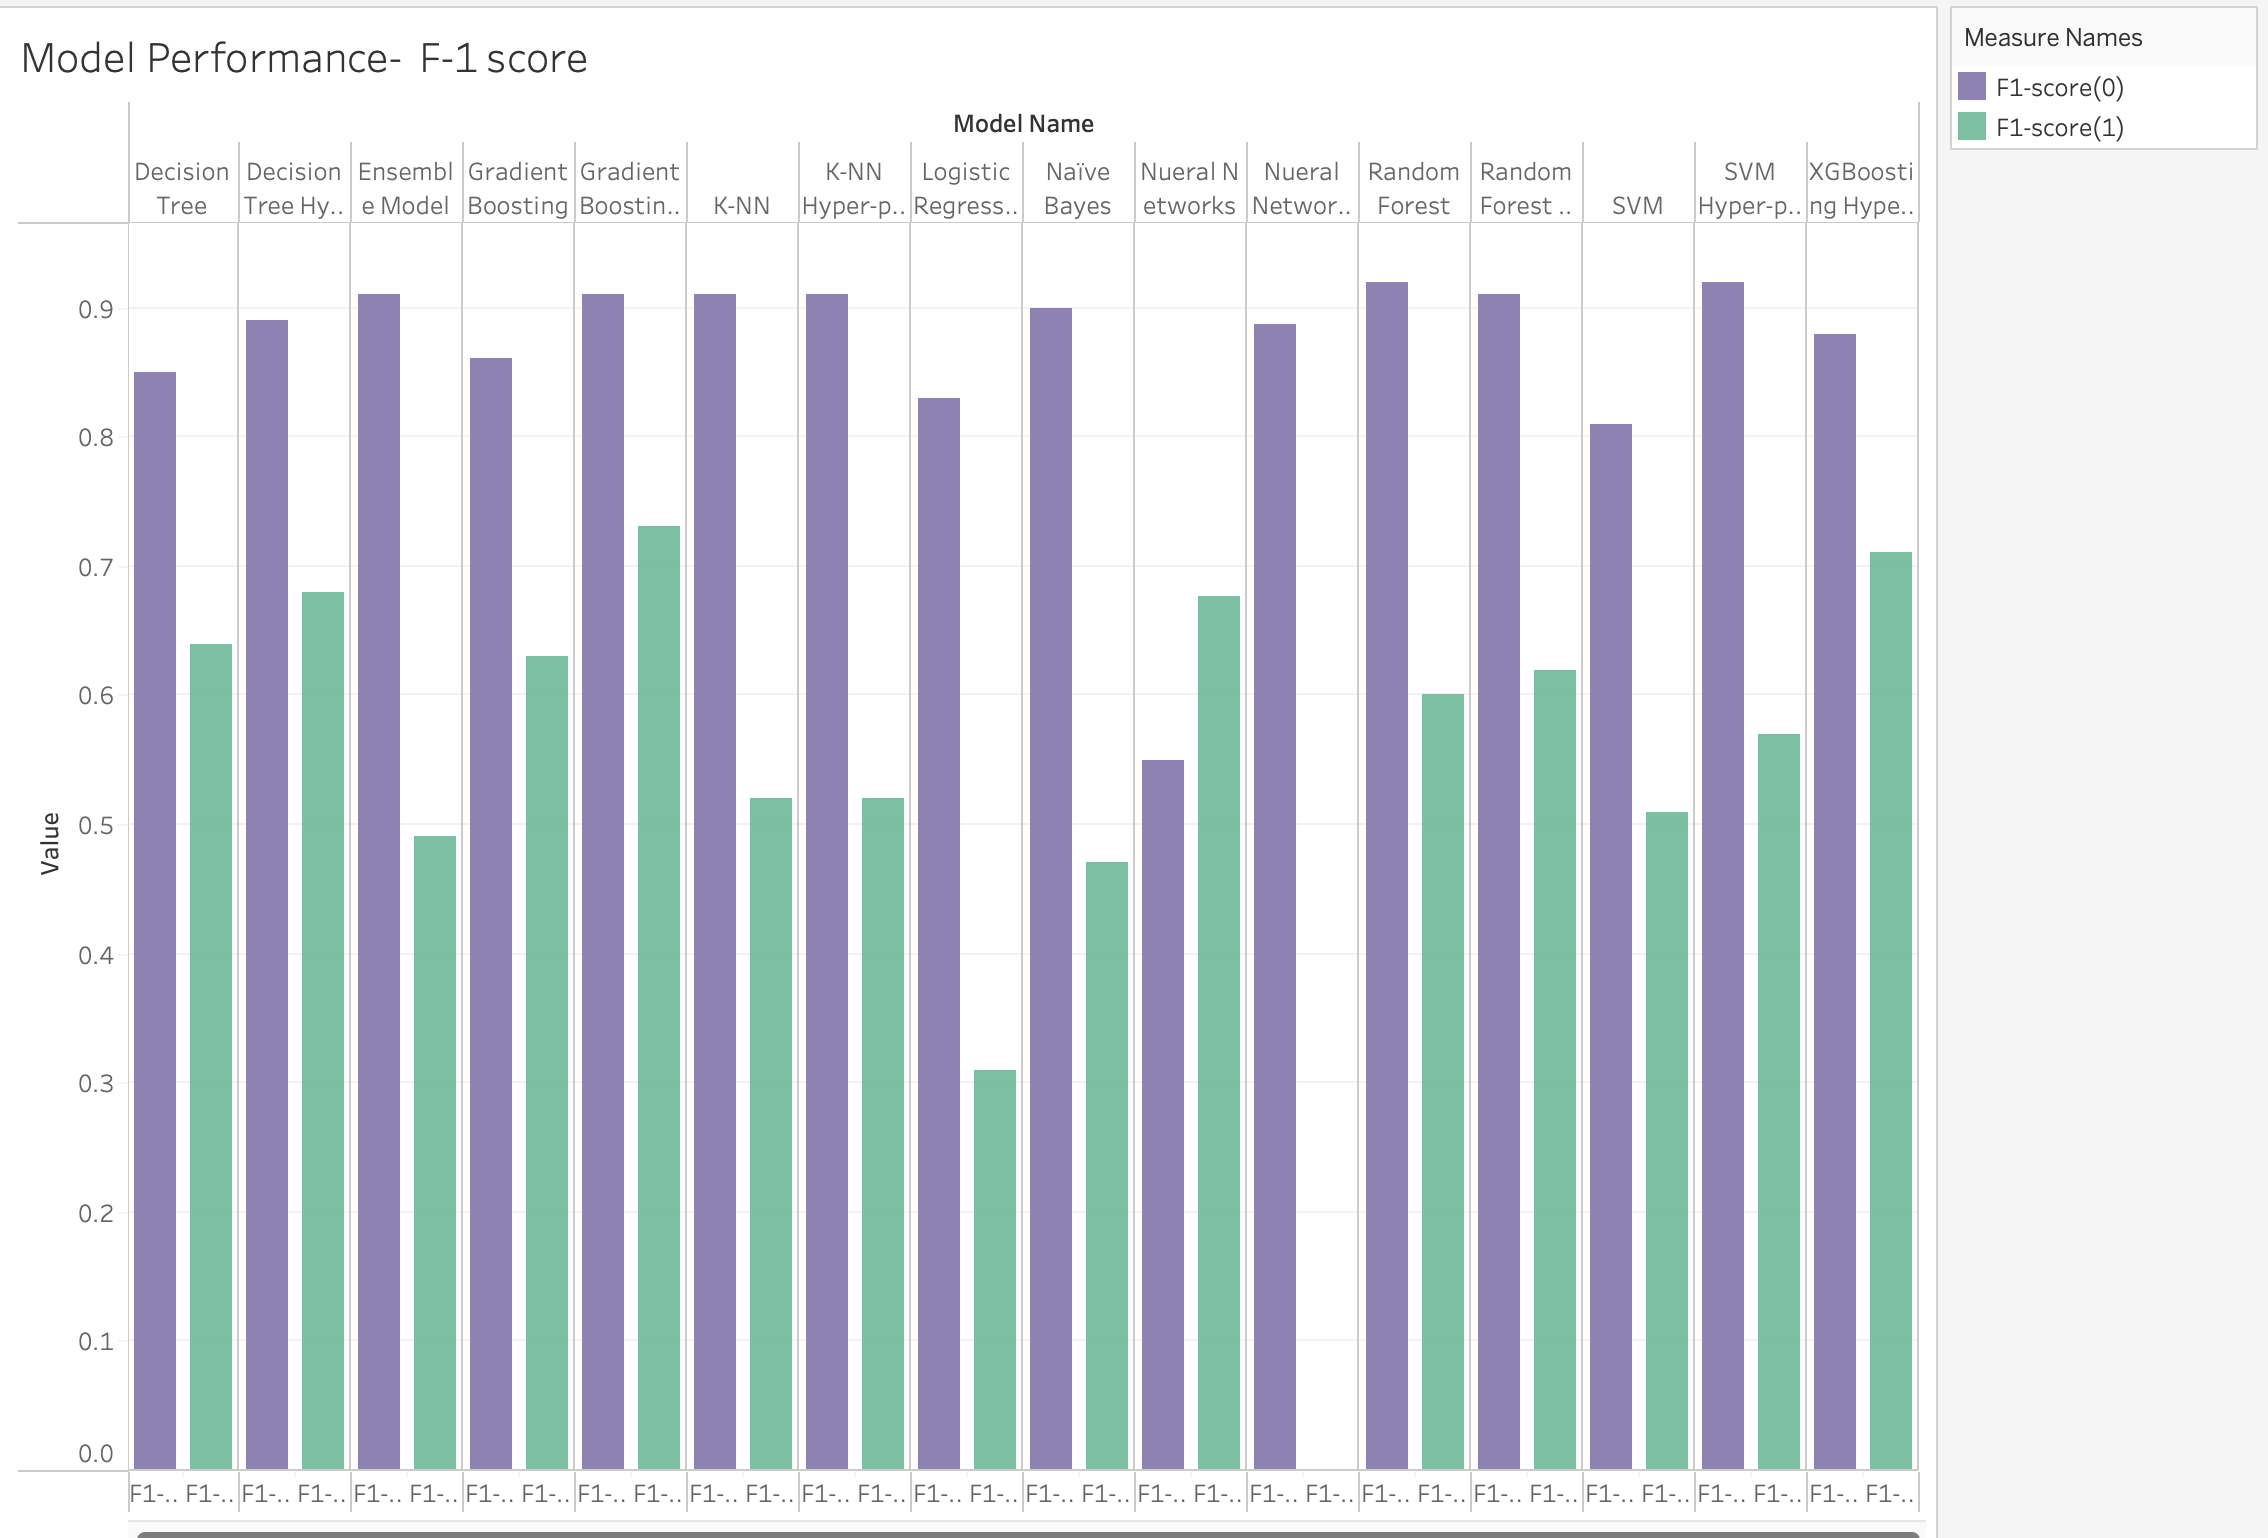 Model Performance-  F-1 score
Measure Names
F1-score(0)
F1-score(1)
Model Name
Decision
Tree
Decision
Tree Hy..
Ensembl
e Model
Gradient
Boosting
Gradient
Boostin..
K-NN
K-NN
Hyper-p..
Logistic
Regress..
Naïve
Bayes
Nueral N
etworks
Nueral
Networ..
Random
Forest
Random
Forest ..
SVM
SVM
Hyper-p..
XGBoosti
ng Hype..
Value
0.9
0.8
0.7
0.6
0.5
0.4
0.3
0.2
0.1
0.0
F1-.. F1-.. F1-.. F1-.. F1-.. F1-.. F1-.. F1-.. F1-.. F1-.. F1-.. F1-.. F1-.. F1-.. F1-.. F1-.. F1-.. F1-.. F1-.. F1-.. F1-.. F1-.. F1-.. F1-.. F1-.. F1-.. F1-.. F1-.. F1-.. F1-.. F1-.. F1-..